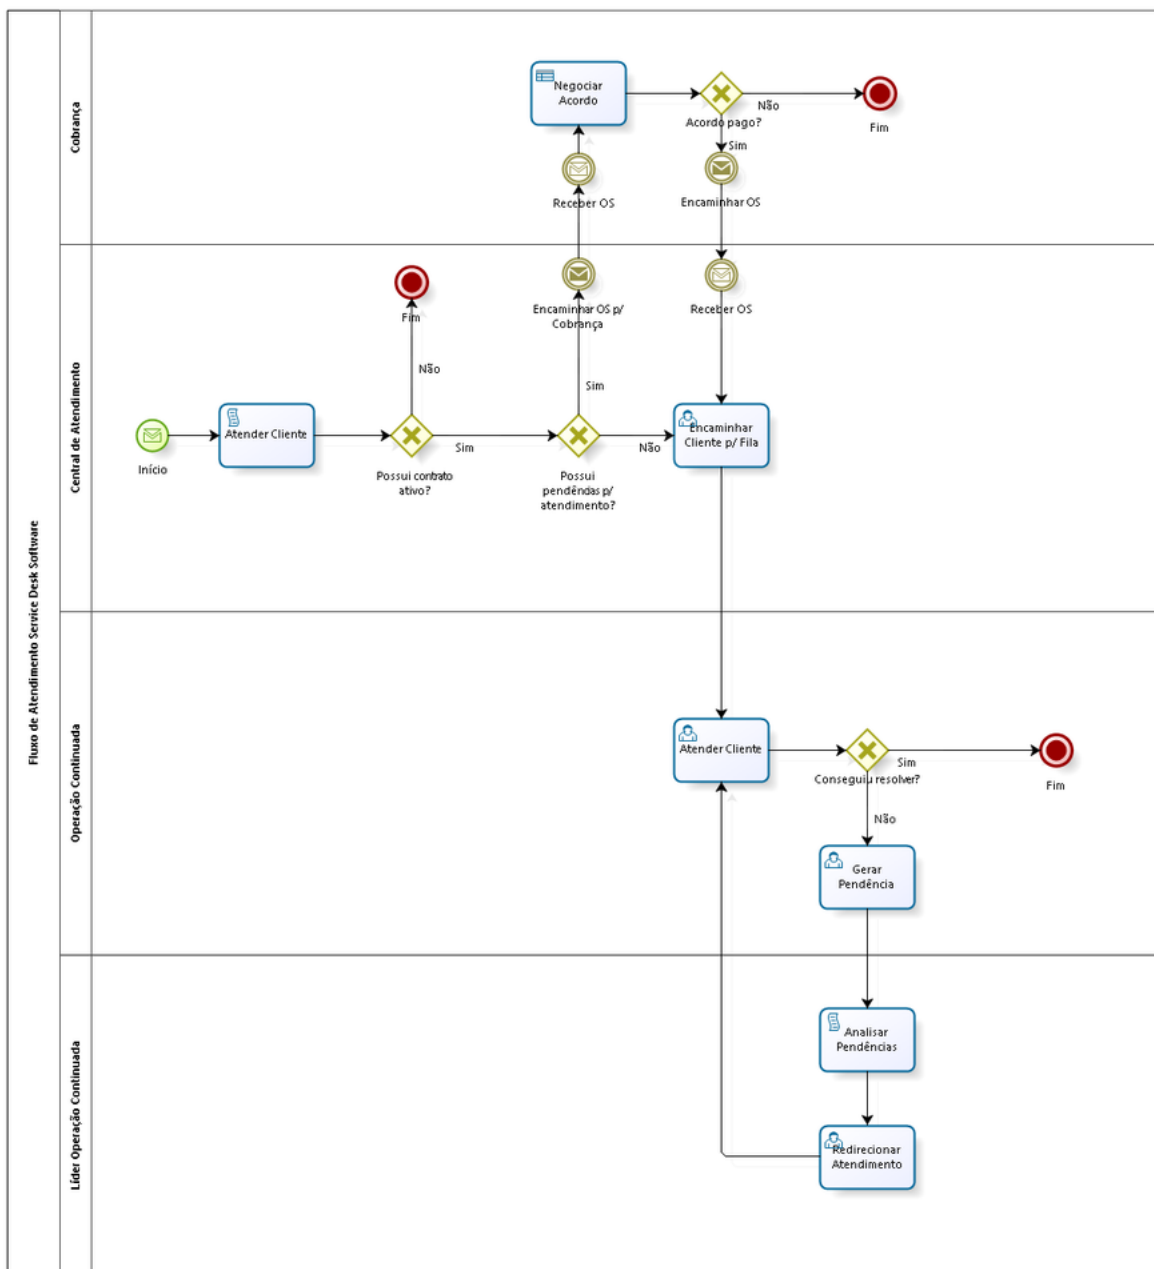 Fluxo de Atendimento Service Desk Software
Cobrança
Negociar
Acordo
Acordo pago?
Não
Fim
Sim
Receber OS
Encaminhar OS
Central de Atendimento
Fim
Encaminhar OS p/
Cobrança
Receber OS
Não
Sim
Início
Atender Cliente
Possui contrato
ativo?
Sim
Possui
pendêndas p/
atendimento?
Não
Encaminhar
Cliente p/ Fila
Operação Continuada
Atender Cliente
Conseguiu resolver?
Sim
Fim
Não
Gerar
Pendência
Líder Operação Continuada
Analisar
Pendências
Redirecionar
Atendimento